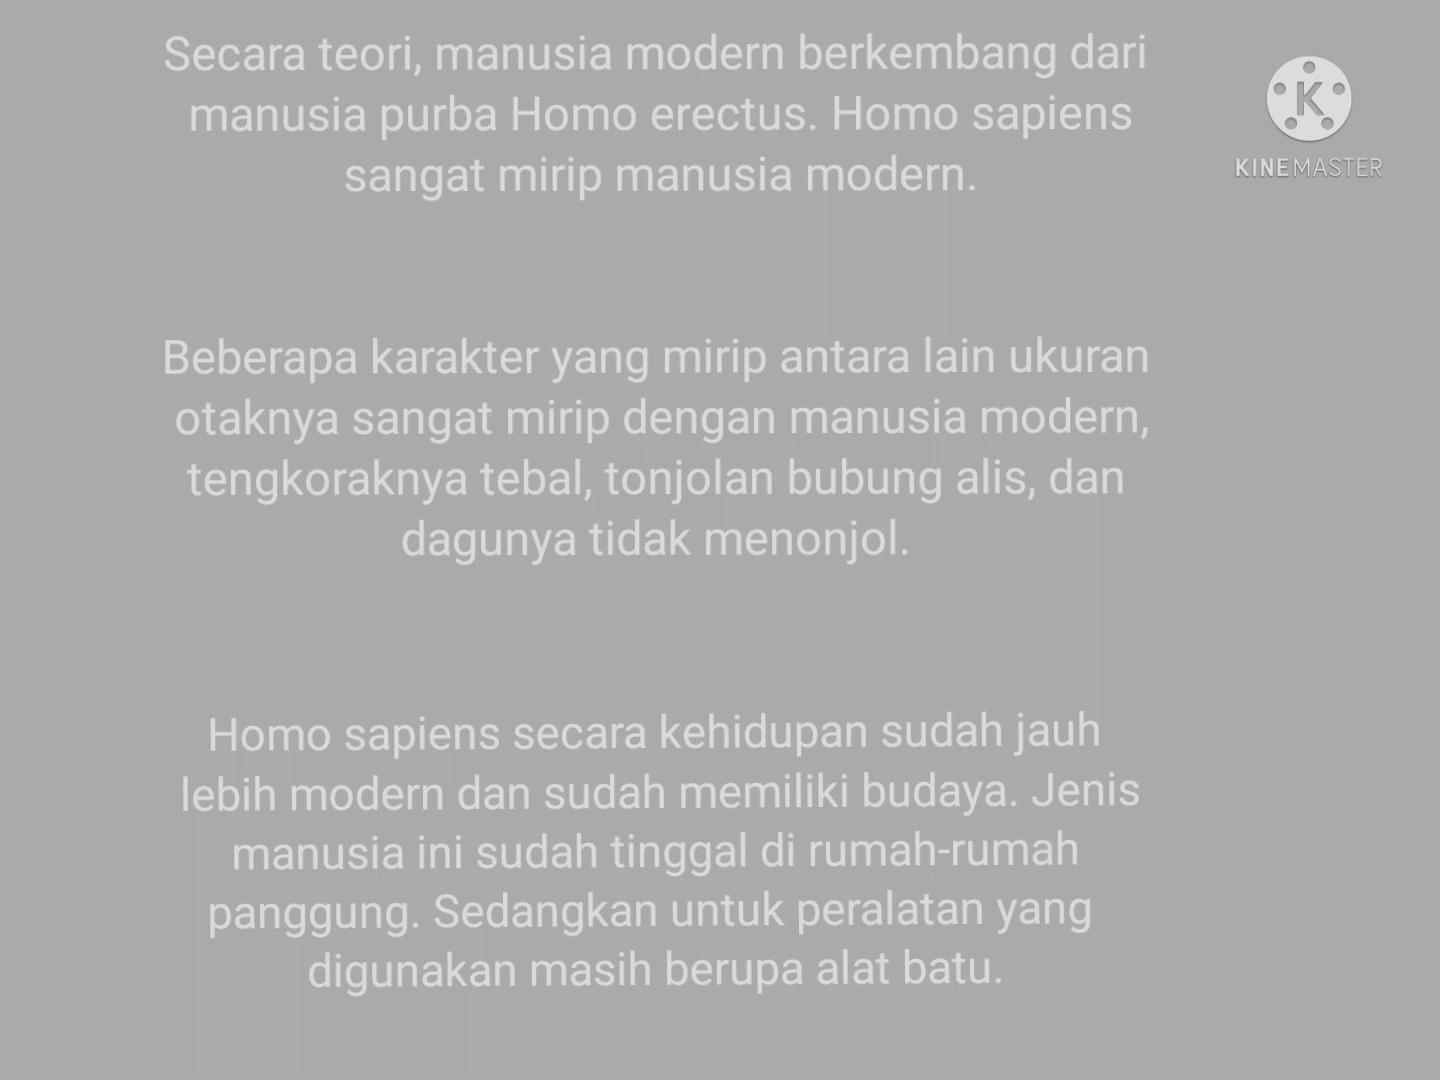 Secara teori, manusia modern berkembang dari
manusia purba Homo erectus. Homo sapiens
sangat mirip manusia modern.
K
KINEMASTER
Beberapa karakter yang mirip antara lain ukuran
otaknya sangat mirip dengan manusia modern,
tengkoraknya tebal, tonjolan bubung alis, dan
dagunya tidak menonjol.
Homo sapiens secara kehidupan sudah jauh
lebih modern dan sudah memiliki budaya. Jenis
manusia ini sudah tinggal di rumah-rumah
panggung. Sedangkan untuk peralatan yang
digunakan masih berupa alat batu.